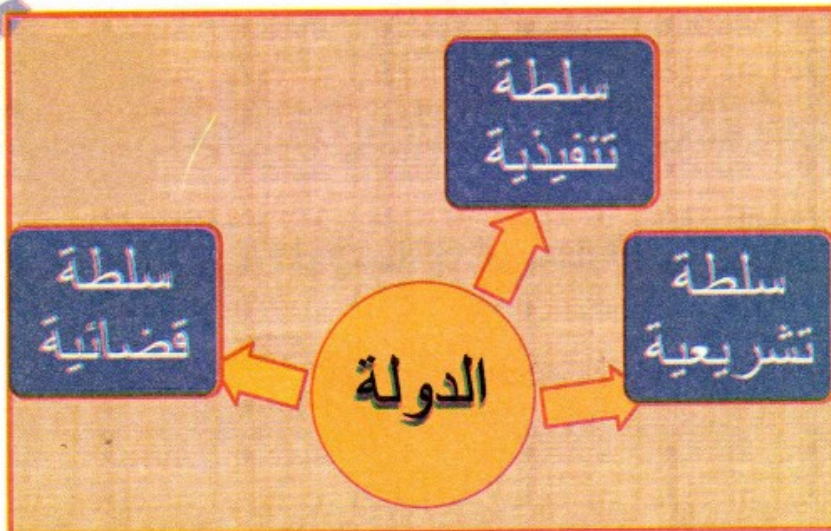 سلطة
تنفيذية
سلطة
تشريعية
سلطة
قضائية
الدولة